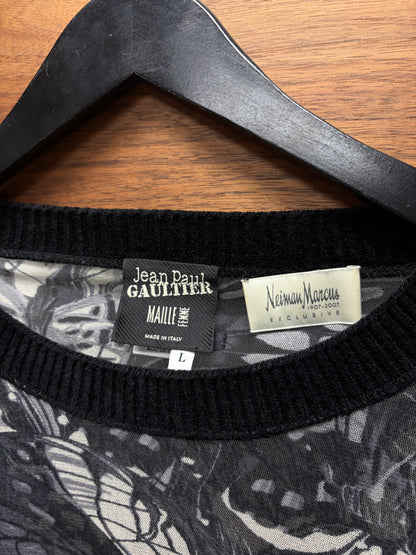 Jean Paul
GAULTIER
MAILLE FEMME
MADE IN ITALY
L
Neiman Marcus
1907-2007
EXCLUSIVE